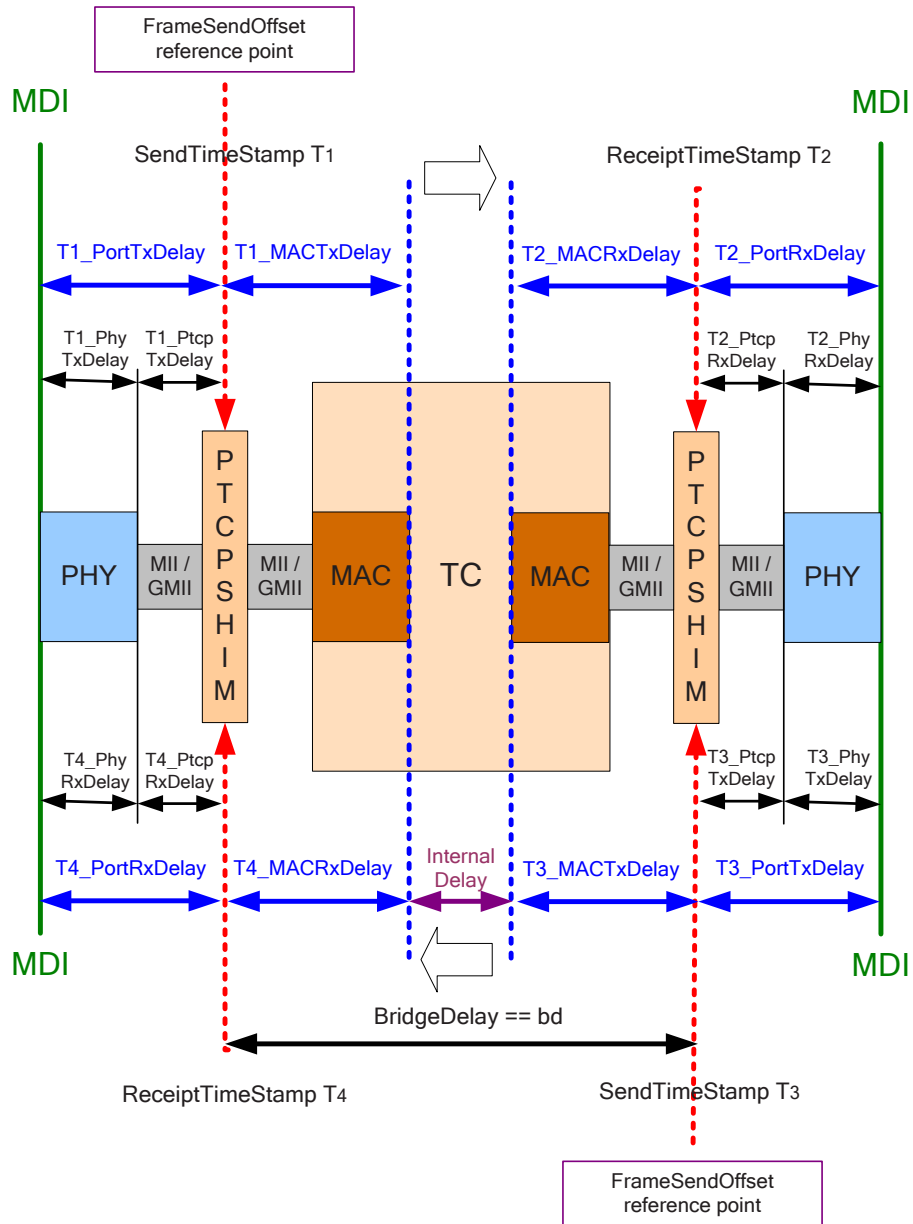 FrameSendOffset
reference point
MDI
MDI
SendTimeStamp T1
ReceiptTimeStamp T2
T1_PortTxDelay
T1_MACTxDelay
T2_MACRxDelay
T2_PortRxDelay
T1_Phy
TxDelay
T1_Ptcp
TxDelay
T2_Ptcp
RxDelay
T2_Phy
RxDelay
PHY
MII /
GMII
PTCPSHIM
MII /
GMII
MAC
TC
MAC
MII /
GMII
PTCPSHIM
MII /
GMII
PHY
T4_Phy
RxDelay
T4_Ptcp
RxDelay
T3_Ptcp
TxDelay
T3_Phy
TxDelay
T4_PortRxDelay
T4_MACRxDelay
Internal
Delay
T3_MACTxDelay
T3_PortTxDelay
MDI
MDI
BridgeDelay == bd
ReceiptTimeStamp T4
SendTimeStamp T3
FrameSendOffset
reference point